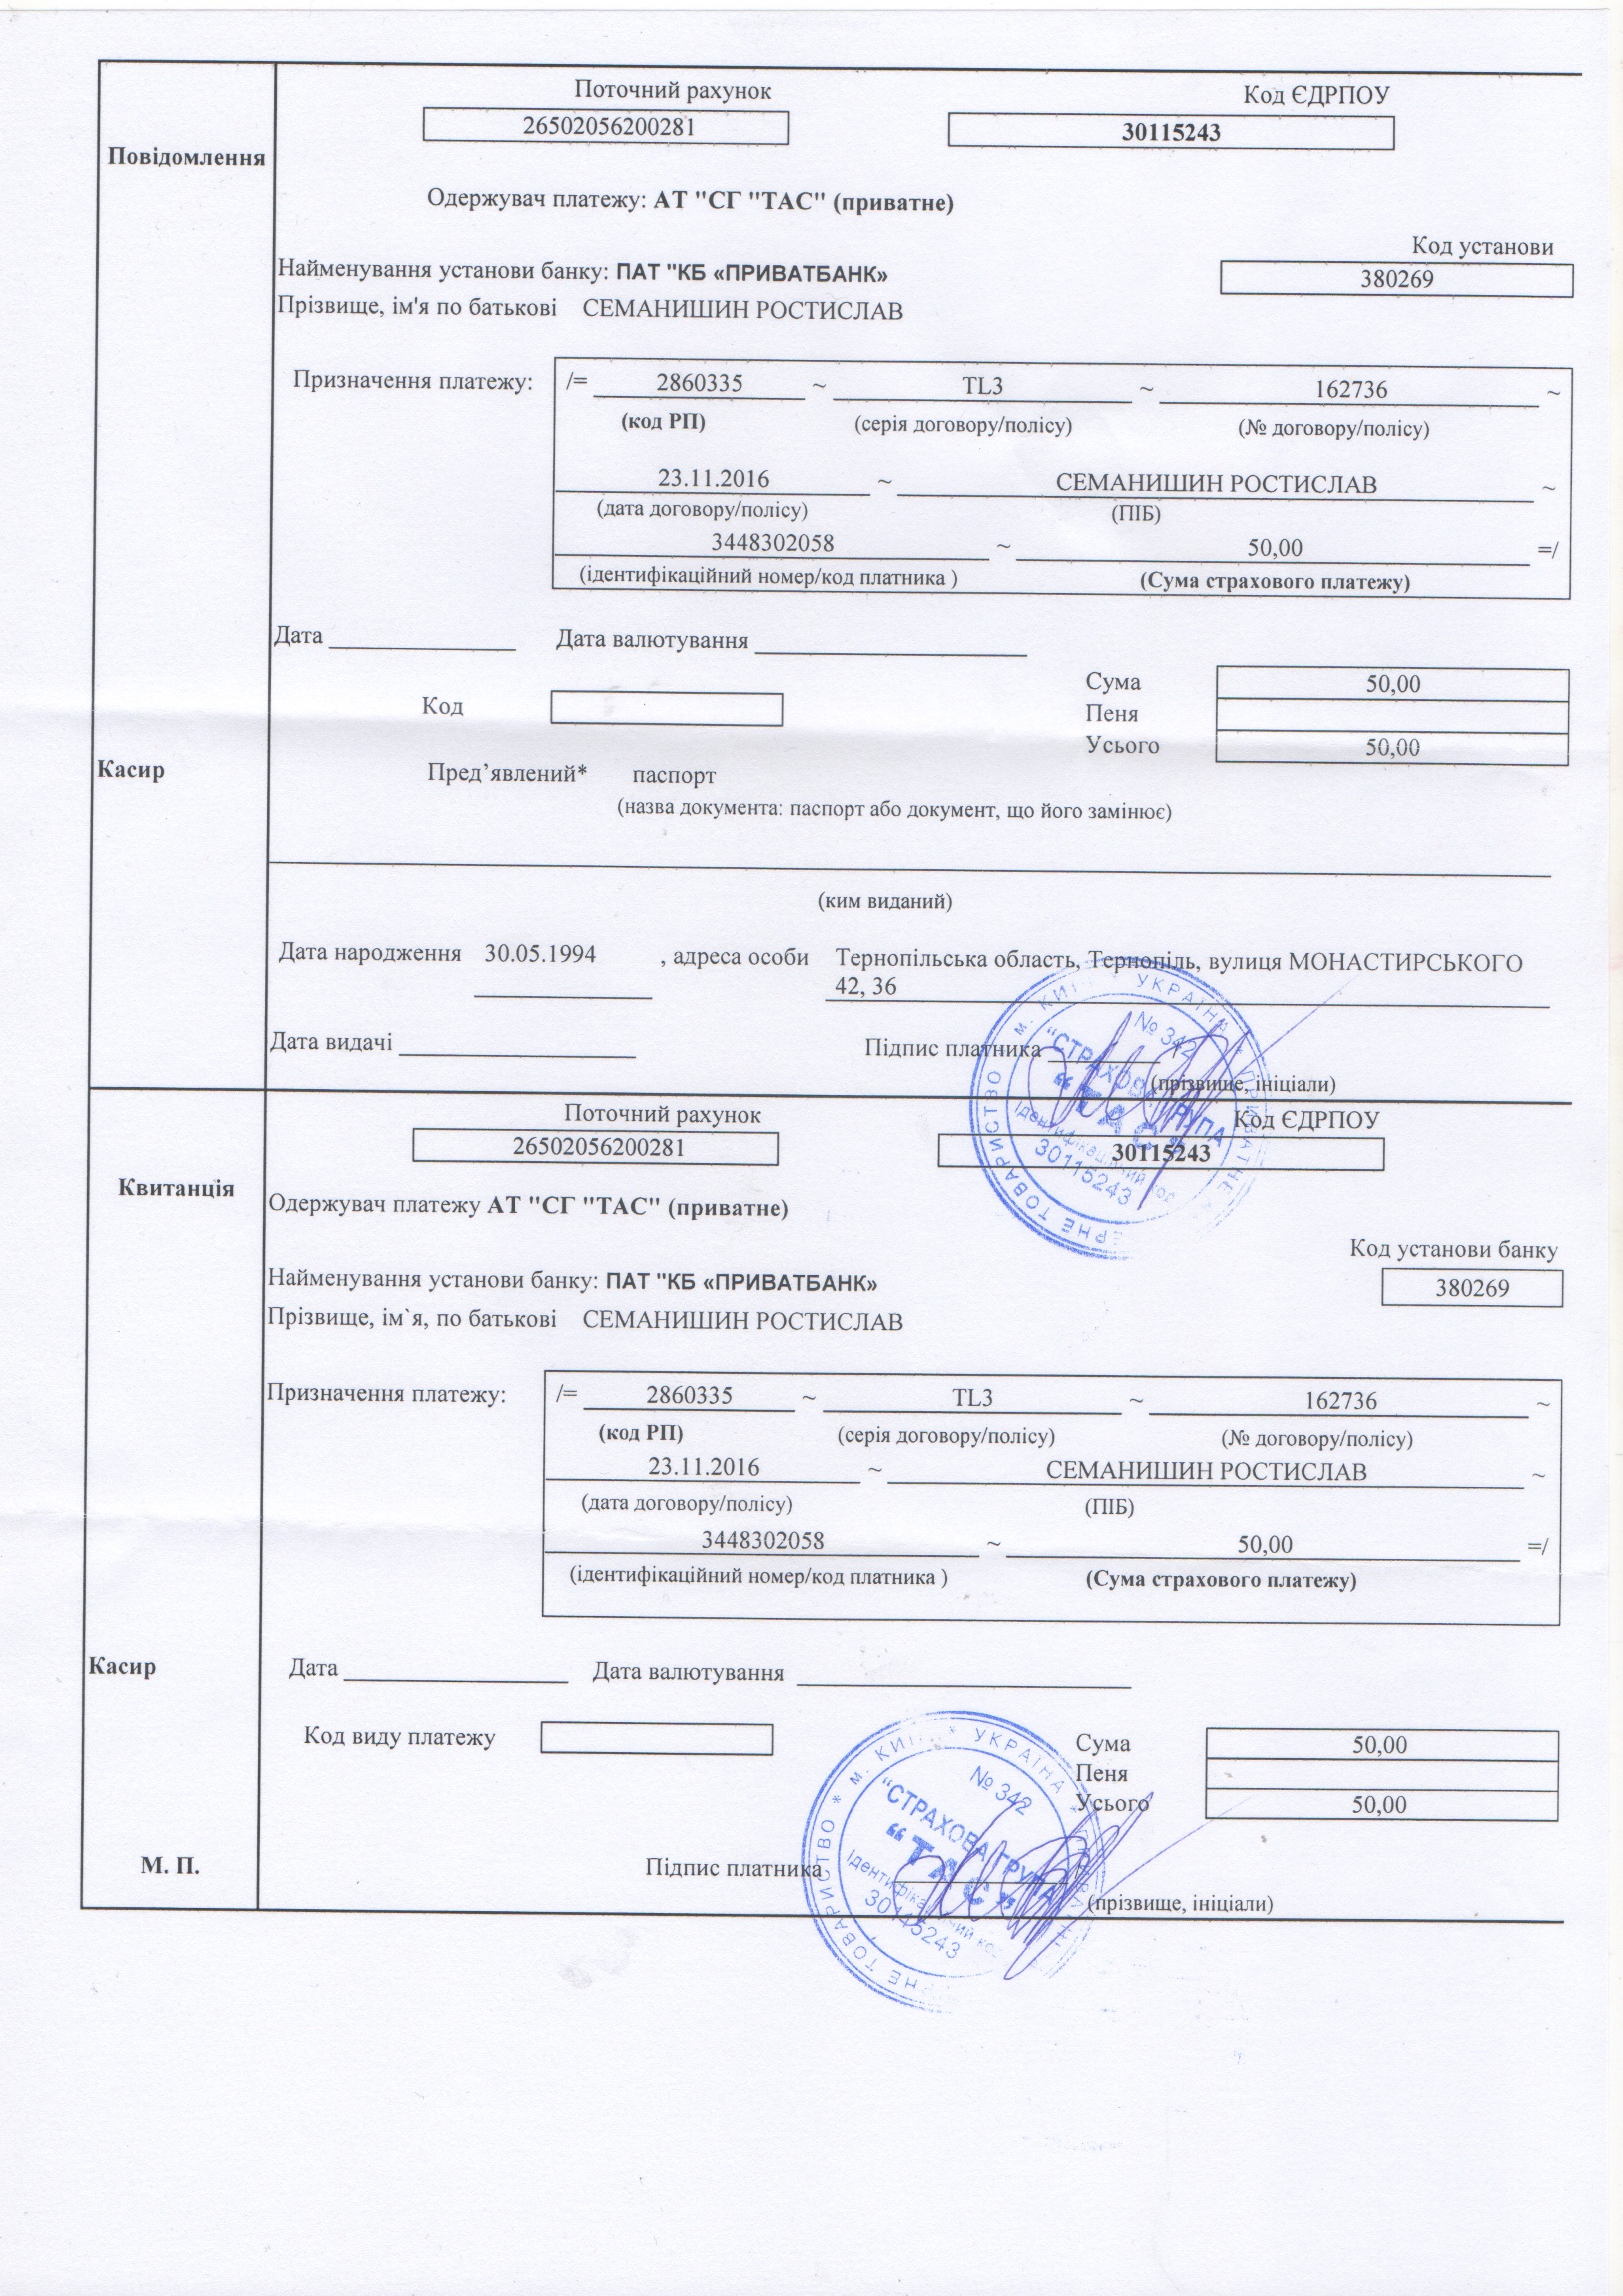 Поточний рахунок Код ЄДРПОУ
26502056200281 30115243
Повідомлення
Одержувач платежу: АТ "СГ "ТАС" (приватне)
Код установи
Найменування установи банку: ПАТ "КБ «ПРИВАТБАНК» 380269
Прізвище, ім'я по батькові СЕМАНИШИН РОСТИСЛАВ
Призначення платежу: /= 2860335 ~ TL3 ~ 162736 ~
(код РП) (серія договору/полісу) (№ договору/полісу)
23.11.2016 ~ СЕМАНИШИН РОСТИСЛАВ ~
(дата договору/полісу) (ПІБ)
3448302058 ~ 50,00 =/
(ідентифікаційний номер/код платника ) (Сума страхового платежу)
Дата Дата валютування
Сума 50,00
Код Пеня
Усього 50,00
Касир Пред’явлений* паспорт
(назва документа: паспорт або документ, що його замінює)
(ким виданий)
Дата народження 30.05.1994 , адреса особи Тернопільська область, Тернопіль, вулиця МОНАСТИРСЬКОГО
42, 36
Дата видачі Підпис платника /
(прізвище, ініціали)
УКРАЇНА * м. КИЇВ
№ 342
"СТРАХОВА ГРУПА
"ТАС"
Ідентифікаційний код
30115243
Поточний рахунок Код ЄДРПОУ
26502056200281 30115243
Квитанція
Одержувач платежу АТ "СГ "ТАС" (приватне)
Код установи банку
Найменування установи банку: ПАТ "КБ «ПРИВАТБАНК» 380269
Прізвище, ім`я, по батькові СЕМАНИШИН РОСТИСЛАВ
Призначення платежу: /= 2860335 ~ TL3 ~ 162736 ~
(код РП) (серія договору/полісу) (№ договору/полісу)
23.11.2016 ~ СЕМАНИШИН РОСТИСЛАВ ~
(дата договору/полісу) (ПІБ)
3448302058 ~ 50,00 =/
(ідентифікаційний номер/код платника ) (Сума страхового платежу)
Касир Дата Дата валютування
Код виду платежу Сума 50,00
Пеня
Усього 50,00
М. П. Підпис платника
(прізвище, ініціали)
ТОВАРИСТВО * м. КИЇВ * УКРАЇНА *
№ 342
"СТРАХОВА ГРУПА
"ТАС"
Ідентифікаційний код
30115243